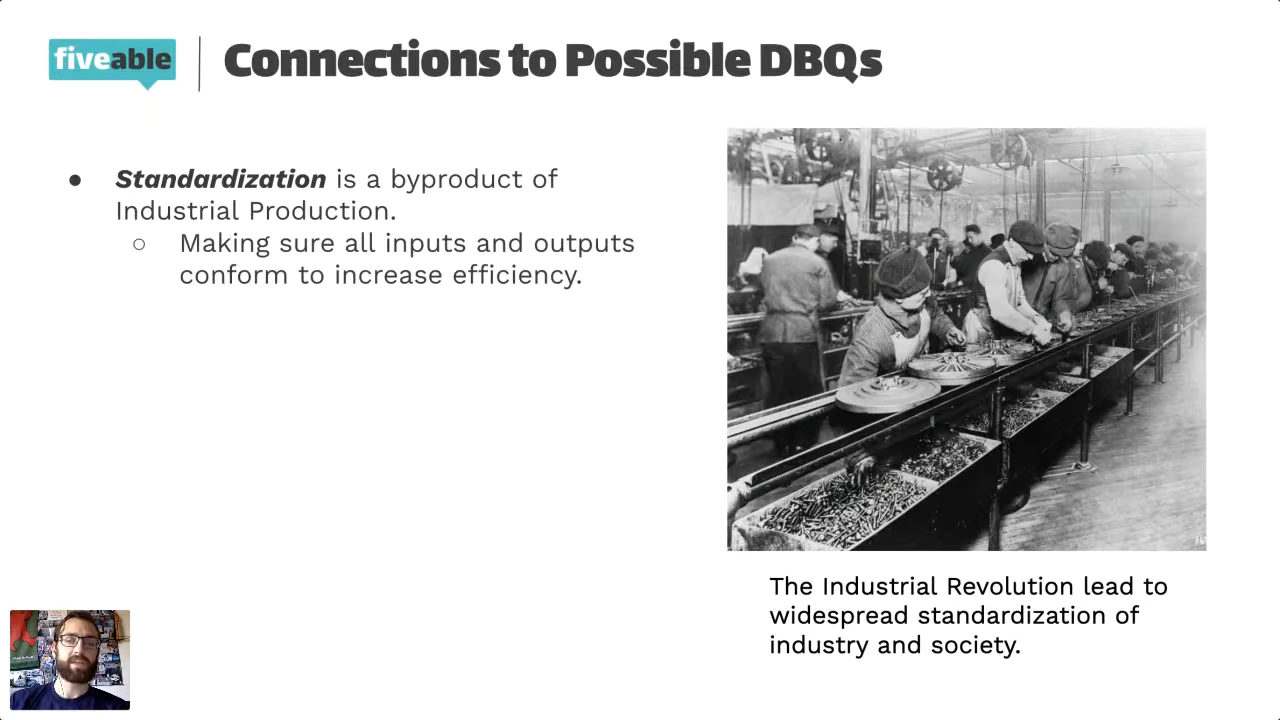 fiveable
Connections to Possible DBQs
● Standardization is a byproduct of
Industrial Production.
○ Making sure all inputs and outputs
conform to increase efficiency.
The Industrial Revolution lead to
widespread standardization of
industry and society.